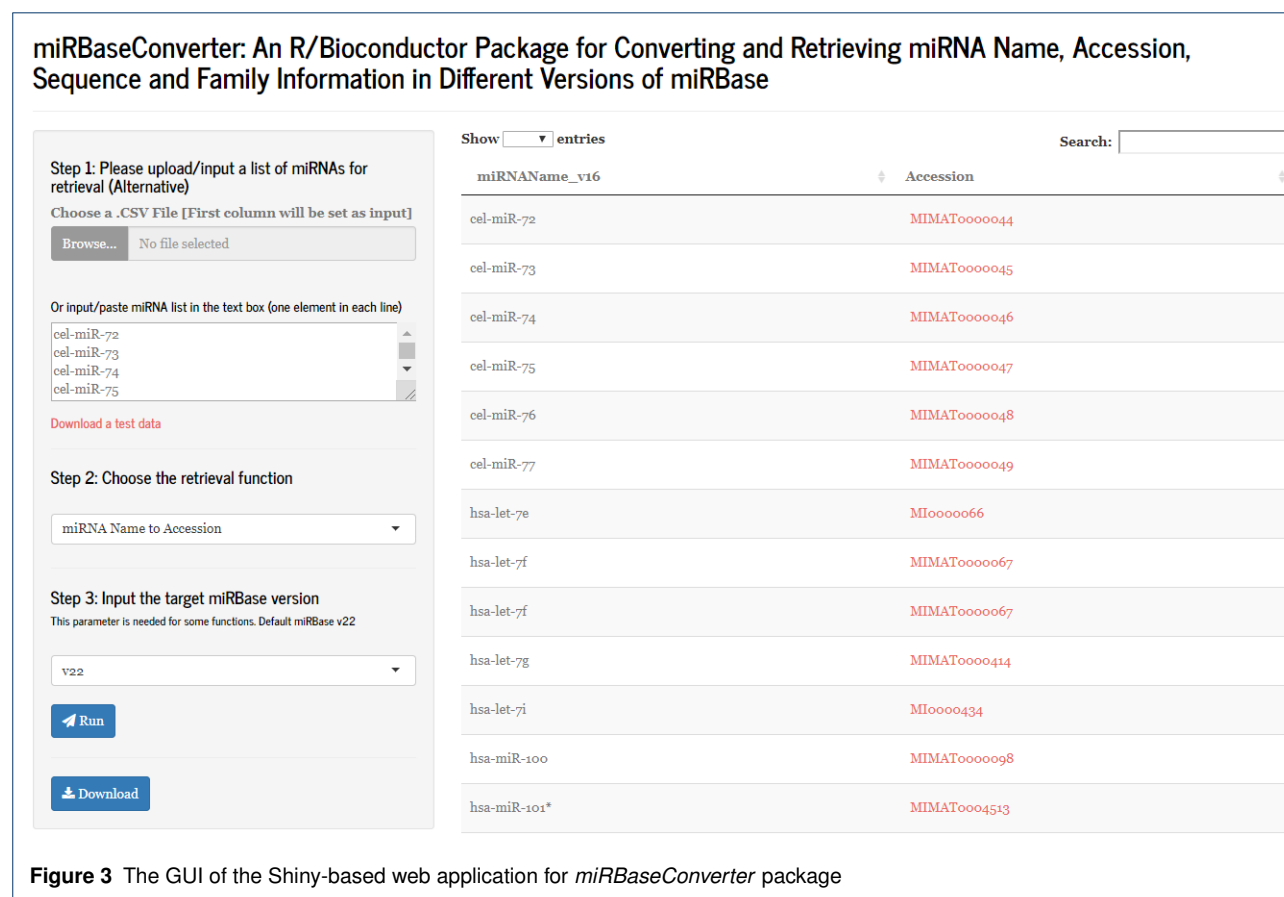 miRBaseConverter: An R/Bioconductor Package for Converting and Retrieving miRNA Name, Accession,
Sequence and Family Information in Different Versions of miRBase
Step 1: Please upload/input a list of miRNAs for
retrieval (Alternative)
Choose a .CSV File [First column will be set as input]
Browse... No file selected
Or input/paste miRNA list in the text box (one element in each line)
cel-miR-72
cel-miR-73
cel-miR-74
cel-miR-75
Download a test data
Step 2: Choose the retrieval function
miRNA Name to Accession
Step 3: Input the target miRBase version
This parameter is needed for some functions. Default miRBase v22
v22
Run
Download
Show entries
Search:
miRNAName_v16 Accession
cel-miR-72 MIMAT0000044
cel-miR-73 MIMAT0000045
cel-miR-74 MIMAT0000046
cel-miR-75 MIMAT0000047
cel-miR-76 MIMAT0000048
cel-miR-77 MIMAT0000049
hsa-let-7e MI0000066
hsa-let-7f MIMAT0000067
hsa-let-7f MIMAT0000067
hsa-let-7g MIMAT0000414
hsa-let-7i MI0000434
hsa-miR-100 MIMAT0000098
hsa-miR-101* MIMAT0004513
Figure 3 The GUI of the Shiny-based web application for miRBaseConverter package